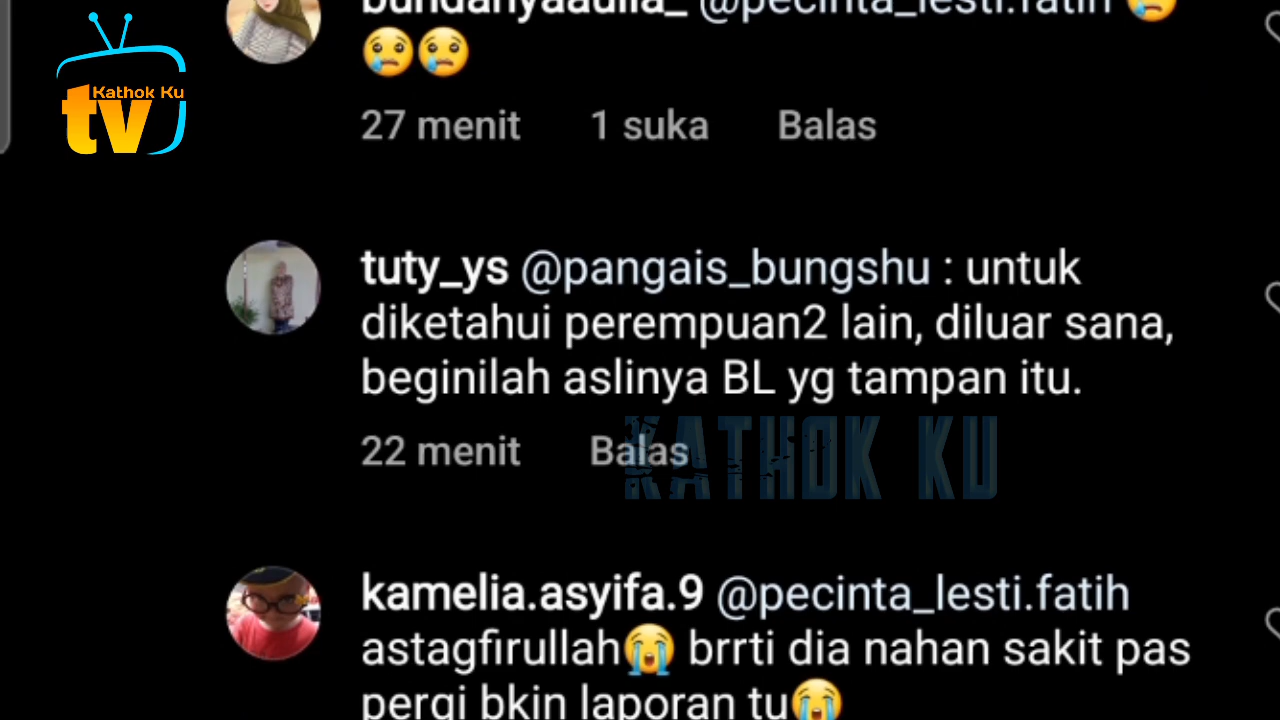 bundanyaaulia_ @pecinta_lesti.fatih 😢
😢😢
Kathok Ku
tv
27 menit 1 suka Balas
tuty_ys @pangais_bungshu : untuk
diketahui perempuan2 lain, diluar sana,
beginilah aslinya BL yg tampan itu.
22 menit Balas
KATHOK KU
kamelia.asyifa.9 @pecinta_lesti.fatih
astagfirullah😭 brrti dia nahan sakit pas
pergi bkin laporan tu😭